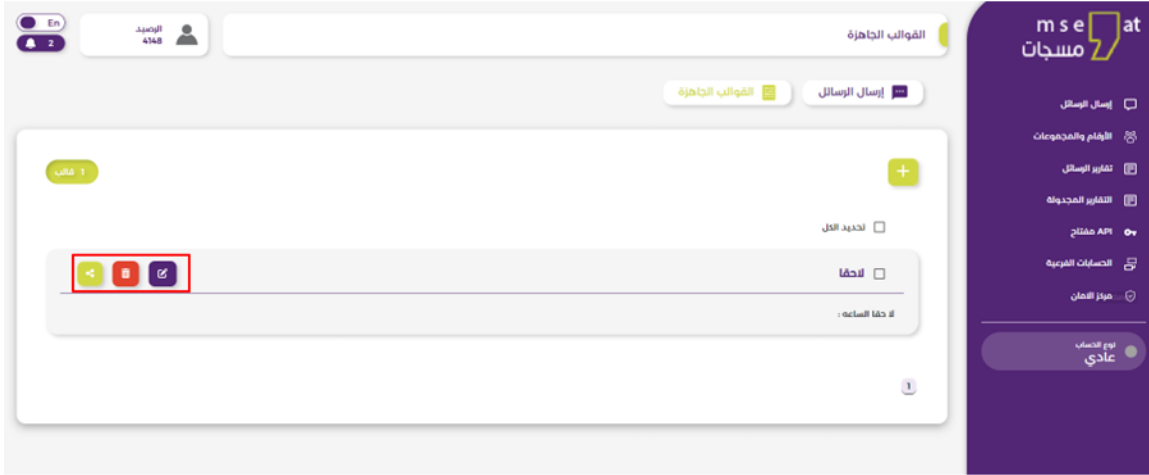 m s e g at
مسجات
القوالب الجاهزة
الرصيد
4148
En
2
إرسال الرسائل
القوالب الجاهزة
إرسال الرسائل
الأرقام والمجموعات
تقارير الرسائل
التقارير المجدولة
API مفتاح
الحسابات الفرعية
مركز الامان
نوع الحساب
عادي
+
1 قالب
تحديد الكل
لاحقا
لا حقا الساعه :
1